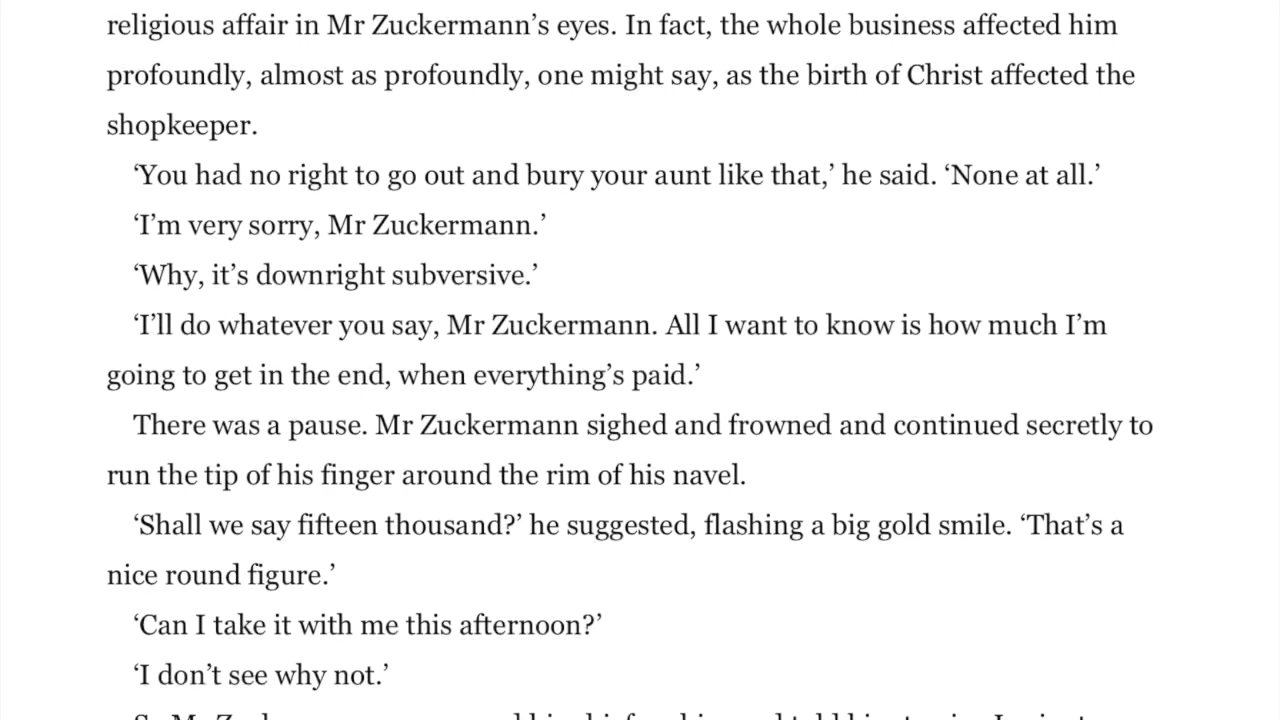 religious affair in Mr Zuckermann’s eyes. In fact, the whole business affected him
profoundly, almost as profoundly, one might say, as the birth of Christ affected the
shopkeeper.
‘You had no right to go out and bury your aunt like that,’ he said. ‘None at all.’
‘I’m very sorry, Mr Zuckermann.’
‘Why, it’s downright subversive.’
‘I’ll do whatever you say, Mr Zuckermann. All I want to know is how much I’m
going to get in the end, when everything’s paid.’
There was a pause. Mr Zuckermann sighed and frowned and continued secretly to
run the tip of his finger around the rim of his navel.
‘Shall we say fifteen thousand?’ he suggested, flashing a big gold smile. ‘That’s a
nice round figure.’
‘Can I take it with me this afternoon?’
‘I don’t see why not.’